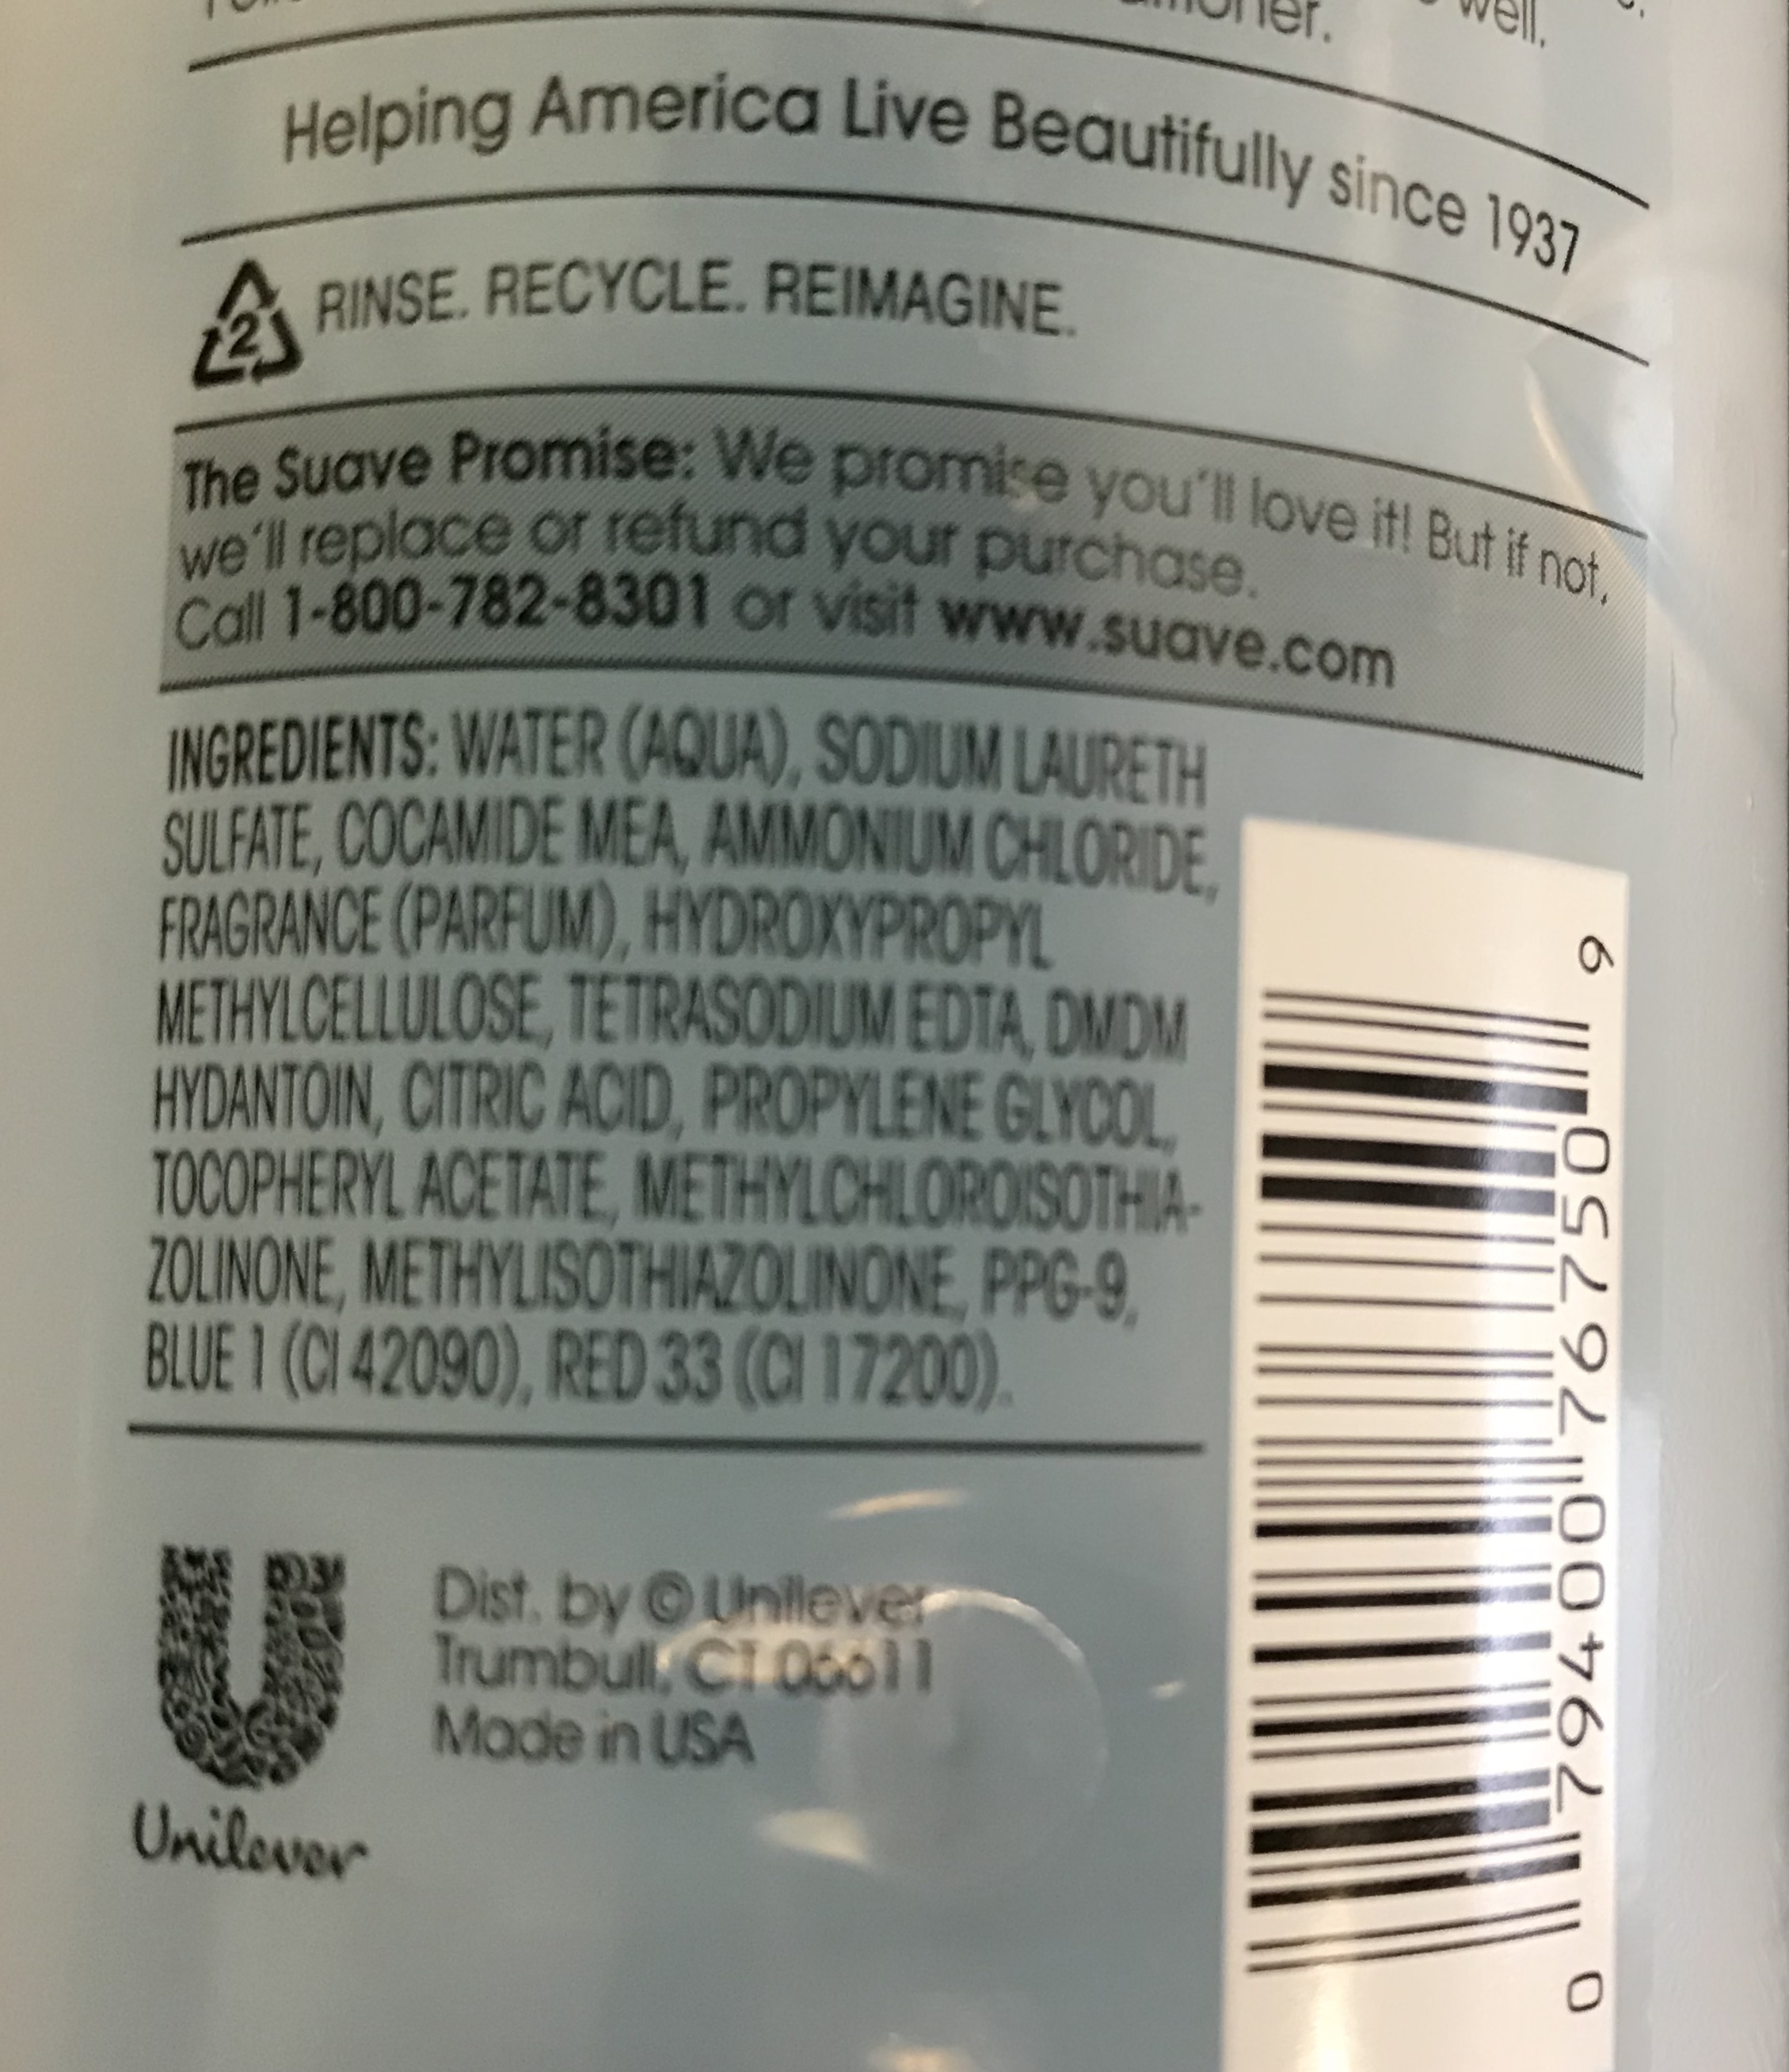 well.
Helping America Live Beautifully since 1937
2 RINSE. RECYCLE. REIMAGINE.
The Suave Promise: We promise you'll love it! But if not,
we'll replace or refund your purchase.
Call 1-800-782-8301 or visit www.suave.com
INGREDIENTS: WATER (AQUA), SODIUM LAURETH
SULFATE, COCAMIDE MEA, AMMONIUM CHLORIDE,
FRAGRANCE (PARFUM), HYDROXYPROPYL
METHYLCELLULOSE, TETRASODIUM EDTA, DMDM
HYDANTOIN, CITRIC ACID, PROPYLENE GLYCOL,
TOCOPHERYL ACETATE, METHYLCHLOROISOTHIA-
ZOLINONE, METHYLISOTHIAZOLINONE, PPG-9,
BLUE 1 (CI 42090), RED 33 (CI 17200).
U
Unilever
Dist. by © Unilever
Trumbull, CT 06611
Made in USA
6 05767 00467 0